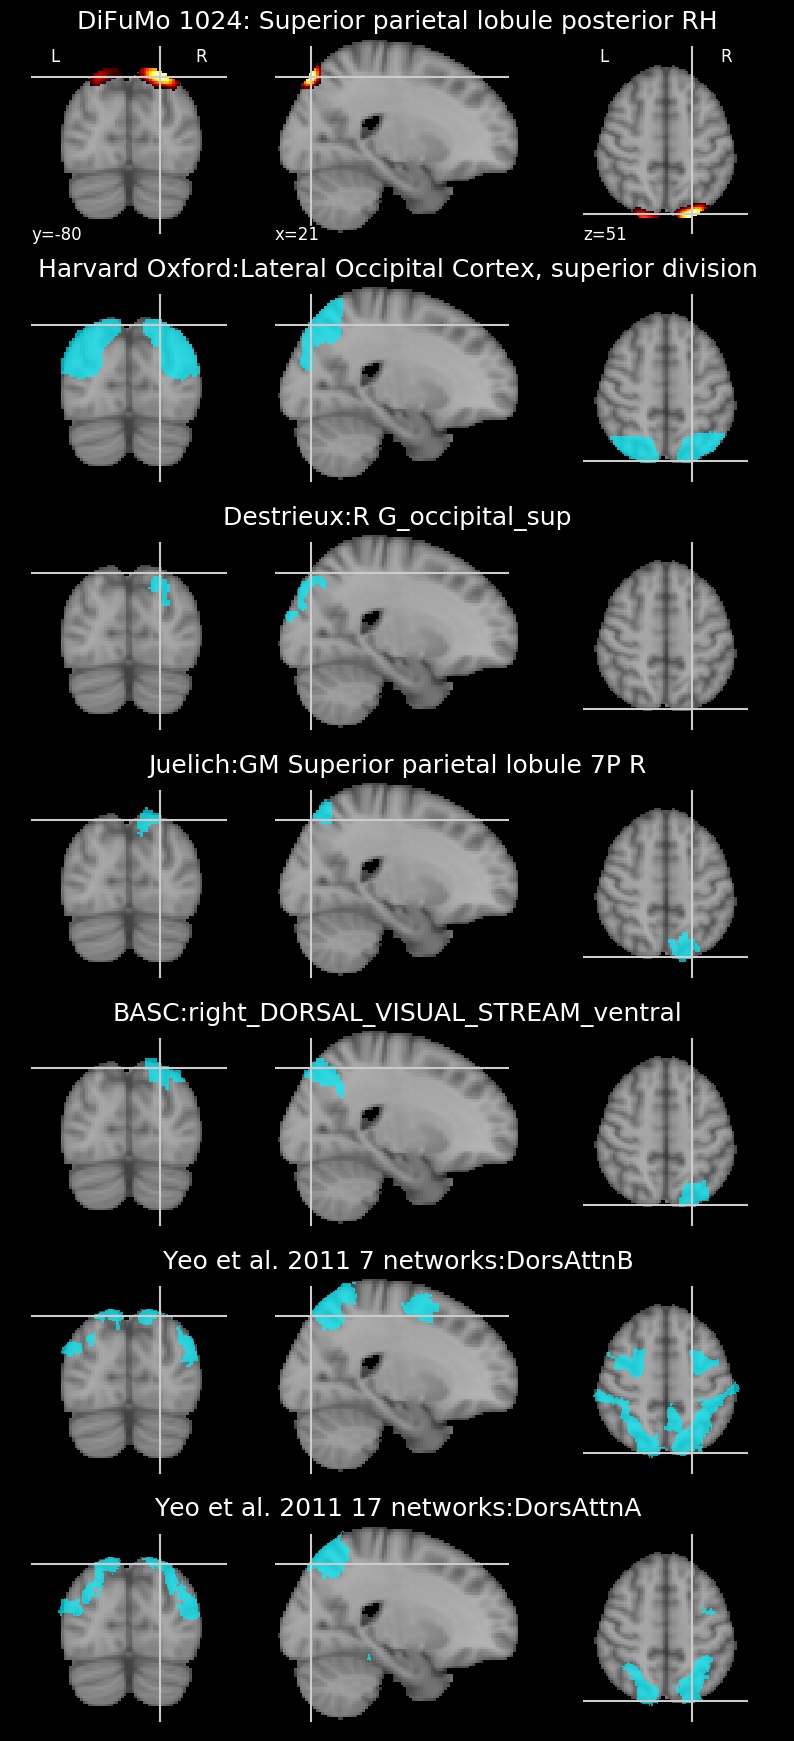 DiFuMo 1024: Superior parietal lobule posterior RH
L R L R
y=-80 x=21 z=51
Harvard Oxford:Lateral Occipital Cortex, superior division
Destrieux:R G_occipital_sup
Juelich:GM Superior parietal lobule 7P R
BASC:right_DORSAL_VISUAL_STREAM_ventral
Yeo et al. 2011 7 networks:DorsAttnB
Yeo et al. 2011 17 networks:DorsAttnA